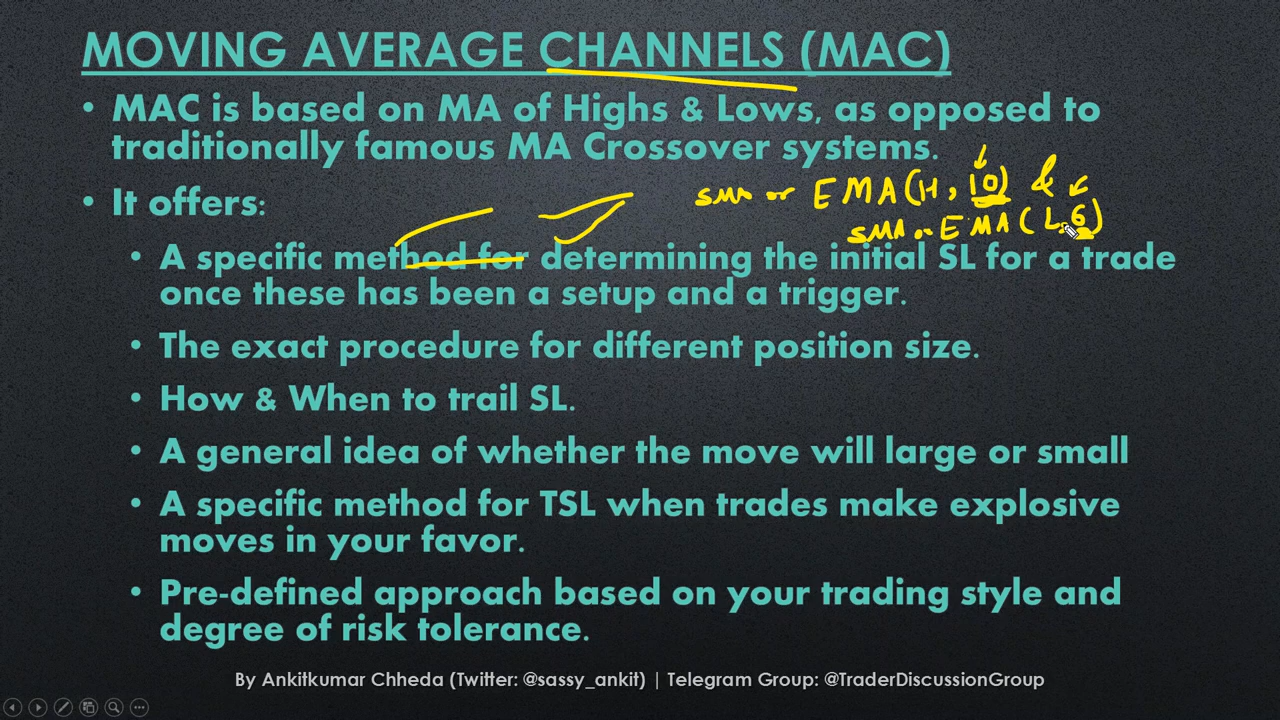 MOVING AVERAGE CHANNELS (MAC)
• MAC is based on MA of Highs & Lows, as opposed to
traditionally famous MA Crossover systems.
SMA or EMA(H, 10) &
• It offers:
SMA or EMA(L, 6)
• A specific method for determining the initial SL for a trade
once these has been a setup and a trigger.
• The exact procedure for different position size.
• How & When to trail SL.
• A general idea of whether the move will large or small
• A specific method for TSL when trades make explosive
moves in your favor.
• Pre-defined approach based on your trading style and
degree of risk tolerance.
By Ankitkumar Chheda (Twitter: @sassy_ankit) | Telegram Group: @TraderDiscussionGroup